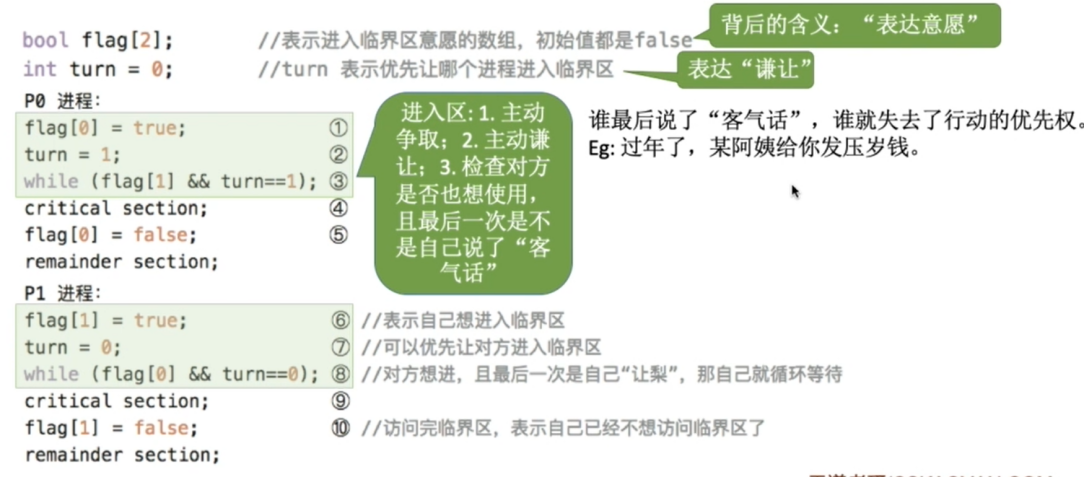 背后的含义：“表达意愿”
bool flag[2]; //表示进入临界区意愿的数组，初始值都是false
int turn = 0; //turn 表示优先让哪个进程进入临界区
表达“谦让”
P0 进程：
flag[0] = true; ①
turn = 1; ②
while (flag[1] && turn==1); ③
critical section; ④
flag[0] = false; ⑤
remainder section;
进入区: 1. 主动
争取；2. 主动谦
让；3. 检查对方
是否也想使用，
且最后一次是不
是自己说了“客
气话”
谁最后说了“客气话”，谁就失去了行动的优先权。
Eg: 过年了，某阿姨给你发压岁钱。
P1 进程：
flag[1] = true; ⑥ //表示自己想进入临界区
turn = 0; ⑦ //可以优先让对方进入临界区
while (flag[0] && turn==0); ⑧ //对方想进，且最后一次是自己“让梨”，那自己就循环等待
critical section; ⑨
flag[1] = false; ⑩ //访问完临界区，表示自己已经不想访问临界区了
remainder section;